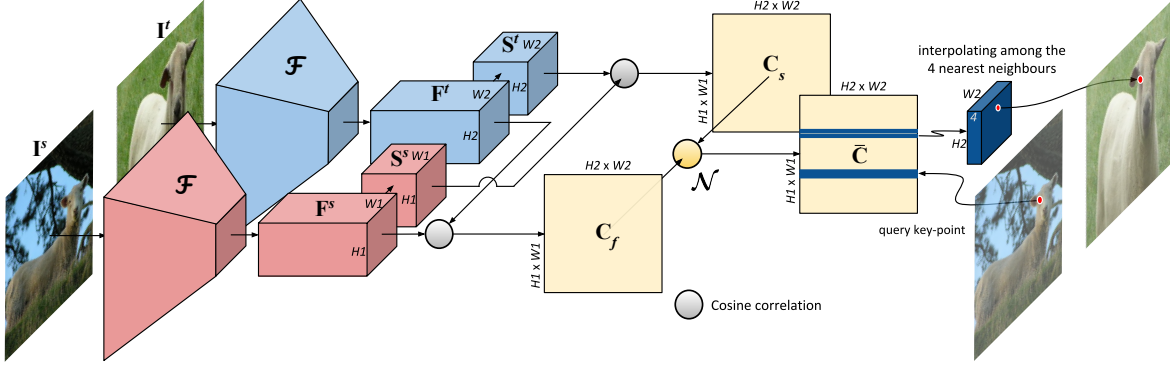 I^t
F
S^t W2
F^t
W2
H2
H2
I^s
F
S^s W1
F^s
W1
H1
H1
H2 x W2
C_s
H1 x W1
H2 x W2
C_f
H1 x W1
N
H2 x W2
C̄
H1 x W1
interpolating among the
4 nearest neighbours
W2
4
H2
query key-point
Cosine correlation